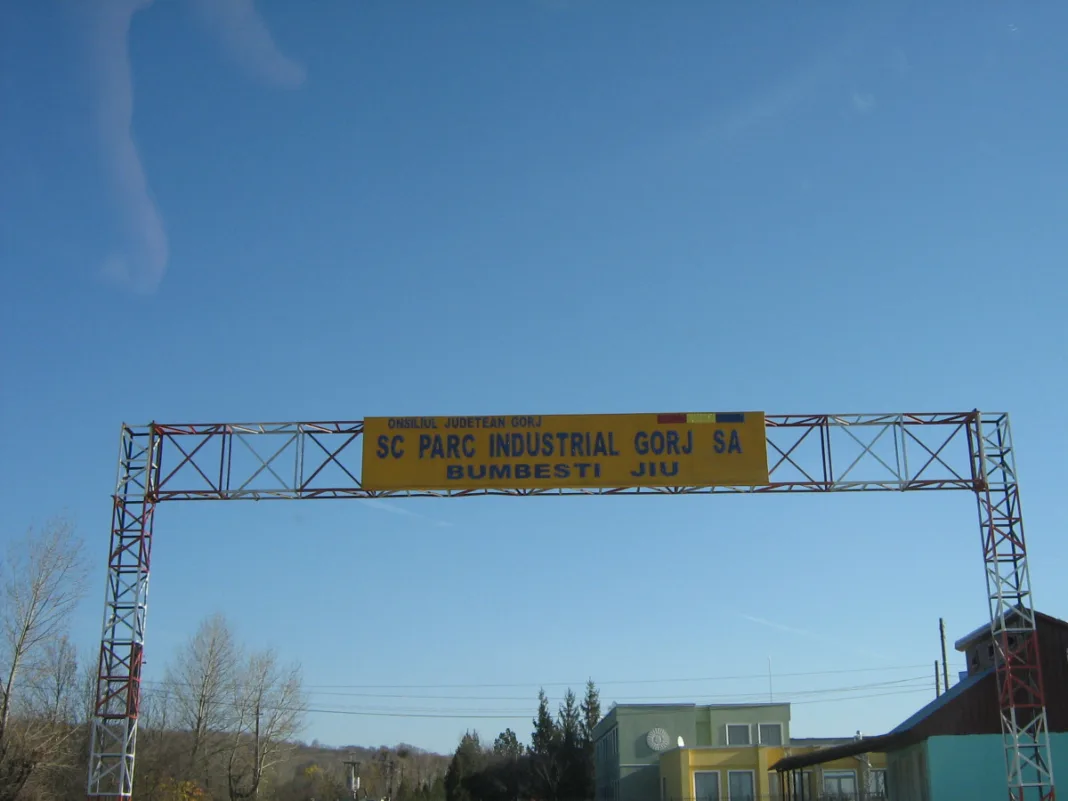 ONSILIUL JUDETEAN GORJ
SC PARC INDUSTRIAL GORJ SA
BUMBESTI JIU